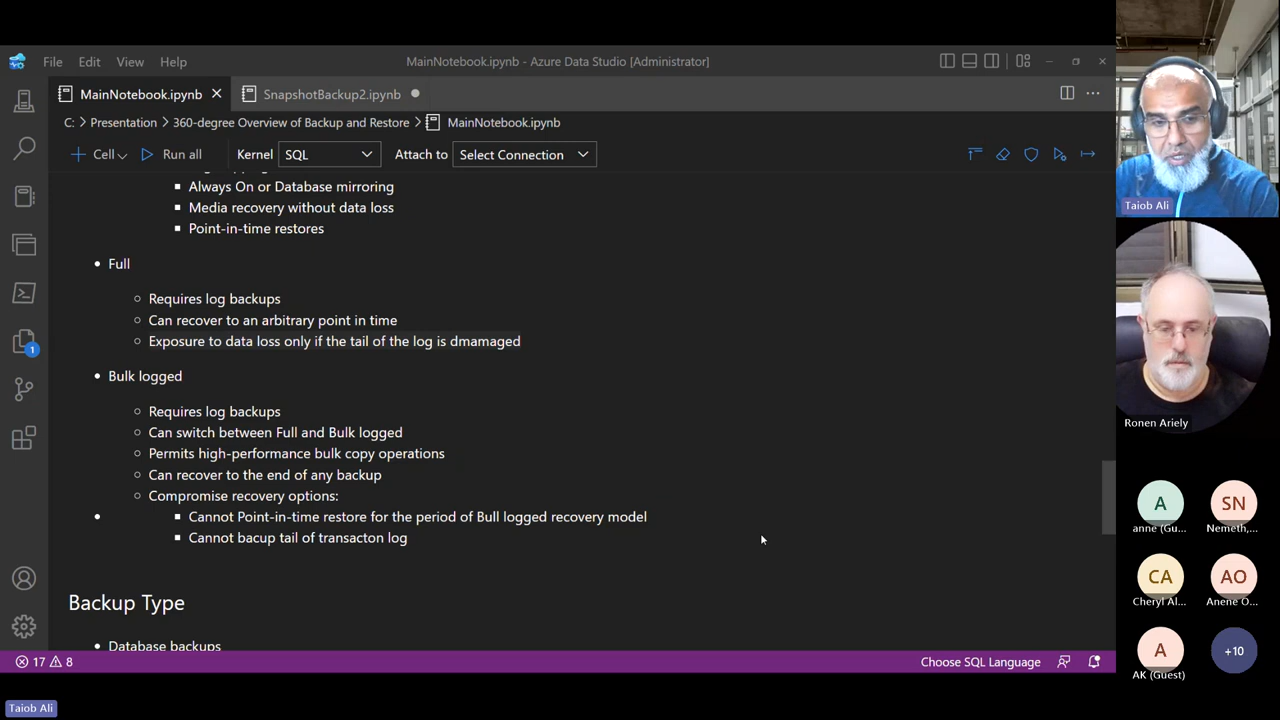 File Edit View Help
MainNotebook.ipynb - Azure Data Studio [Administrator]
MainNotebook.ipynb
SnapshotBackup2.ipynb
C: > Presentation > 360-degree Overview of Backup and Restore > MainNotebook.ipynb
Cell
Run all
Kernel
SQL
Attach to
Select Connection
Always On or Database mirroring
Media recovery without data loss
Point-in-time restores
Full
Requires log backups
Can recover to an arbitrary point in time
Exposure to data loss only if the tail of the log is dmamaged
Bulk logged
Requires log backups
Can switch between Full and Bulk logged
Permits high-performance bulk copy operations
Can recover to the end of any backup
Compromise recovery options:
Cannot Point-in-time restore for the period of Bull logged recovery model
Cannot bacup tail of transacton log
Backup Type
Database backups
1
17 8
Choose SQL Language
Taiob Ali
Taiob Ali
Ronen Ariely
A
SN
anne (Gu...
Nemeth,...
CA
AO
Cheryl Al...
Anene O...
A
+10
AK (Guest)